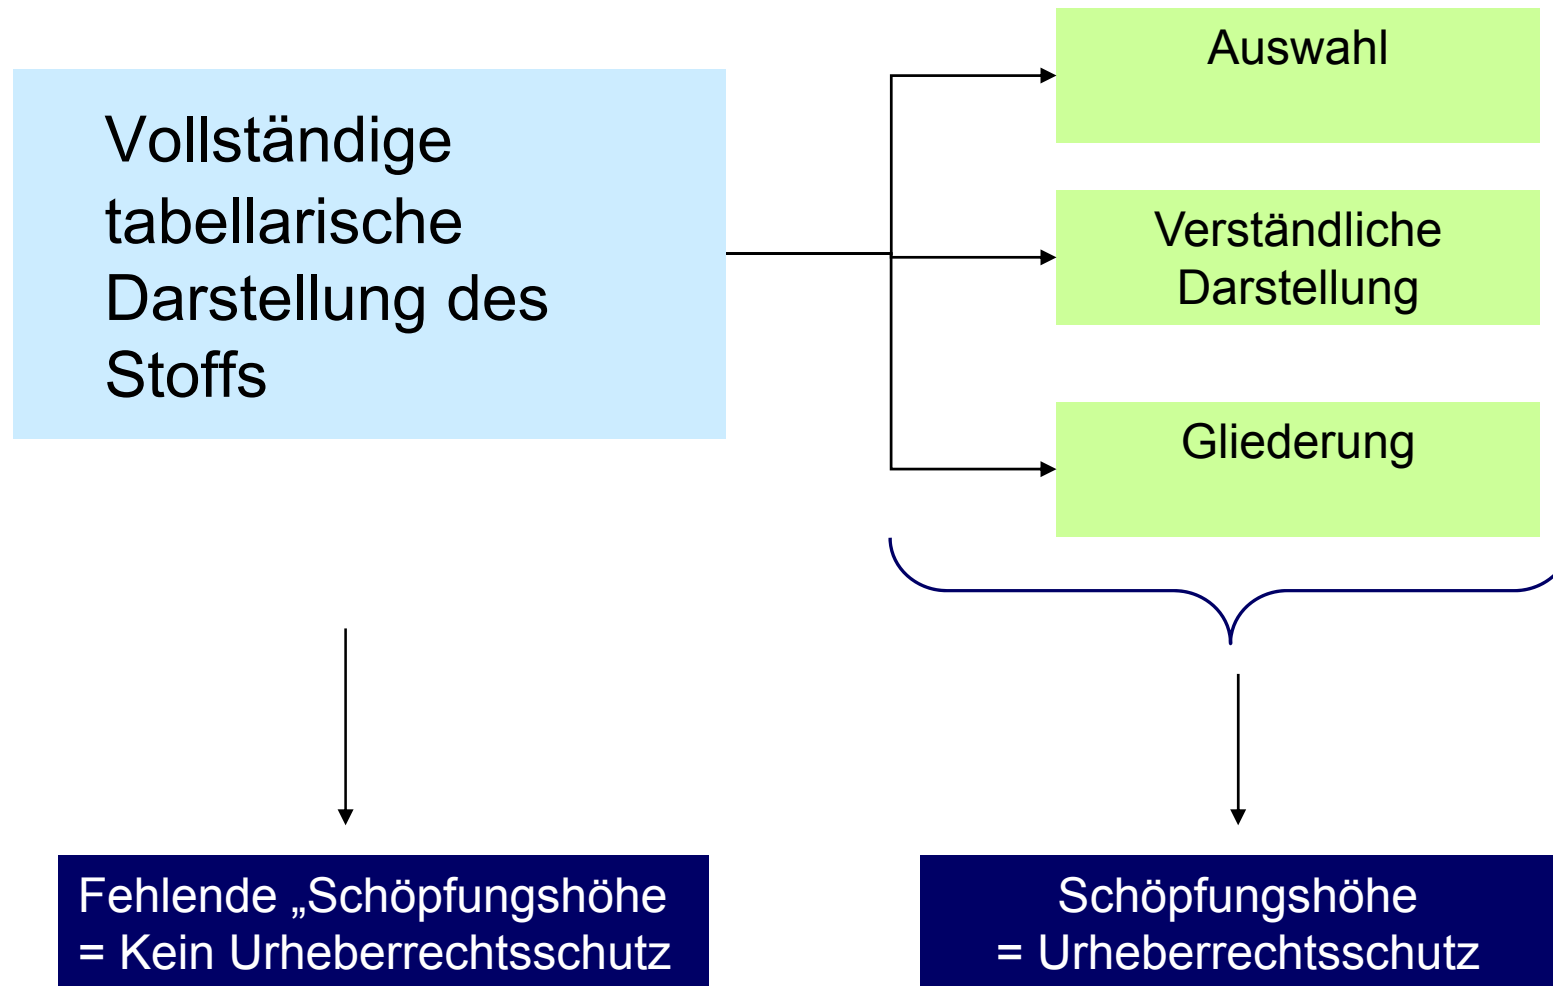 Vollständige
tabellarische
Darstellung des
Stoffs
Auswahl
Verständliche
Darstellung
Gliederung
Fehlende „Schöpfungshöhe
= Kein Urheberrechtsschutz
Schöpfungshöhe
= Urheberrechtsschutz